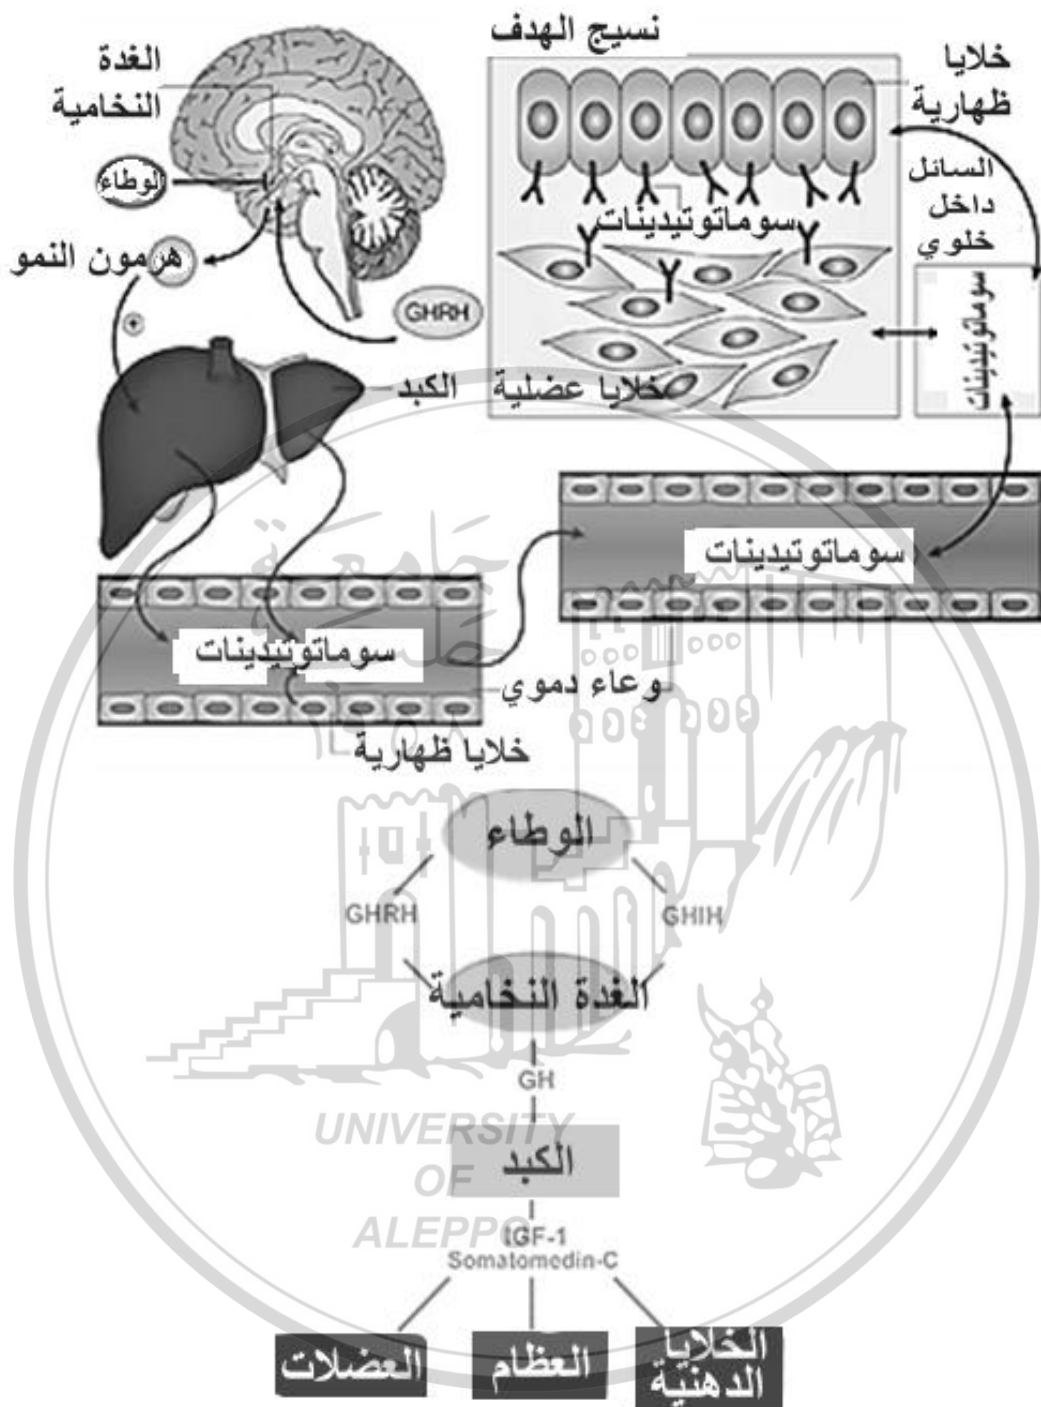 نسيج الهدف
الغدة
النخامية
خلايا
ظهارية
الوطاء
السائل
داخل
خلوي
سوماتوتيدينات
هرمون النمو
GHRH
+
سوماتوتيدينات
خلايا عضلية
الكبد
سوماتوتيدينات
سوماتوتيدينات
وعاء دموي
خلايا ظهارية
الوطاء
GHRH
GHIH
الغدة النخامية
GH
UNIVERSITY
الكبد
OF
ALEPPO
IGF-1
Somatomedin-C
العضلات
العظام
الخلايا
الدهنية